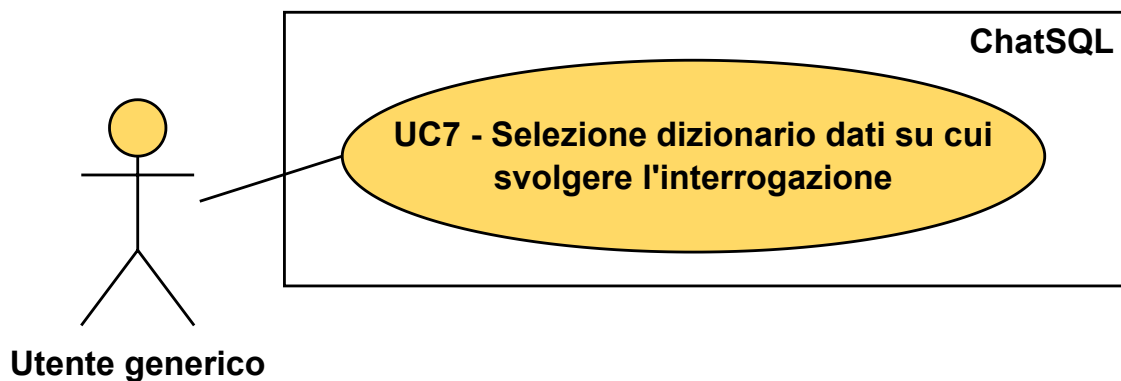 ChatSQL
UC7 - Selezione dizionario dati su cui
svolgere l'interrogazione
Utente generico